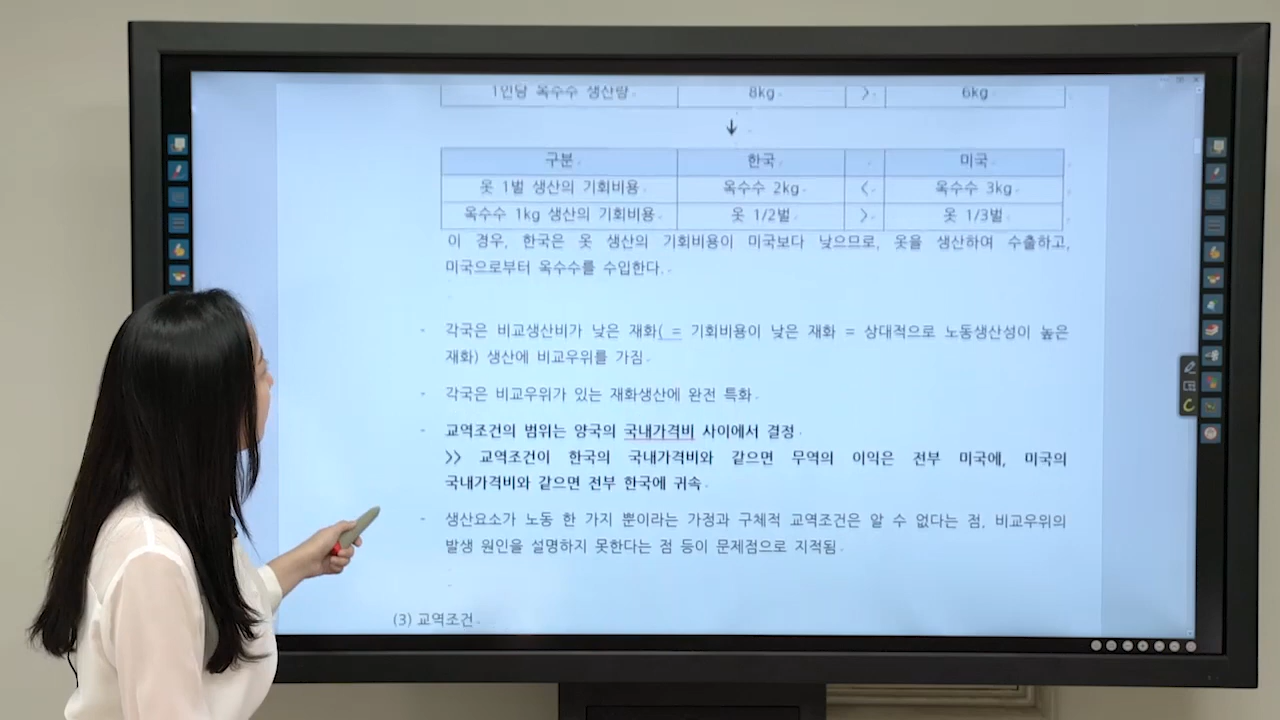 1인당 옥수수 생산량 8kg > 6kg
↓
구분 한국 미국
옷 1벌 생산의 기회비용 옥수수 2kg < 옥수수 3kg
옥수수 1kg 생산의 기회비용 옷 1/2벌 > 옷 1/3벌
이 경우, 한국은 옷 생산의 기회비용이 미국보다 낮으므로, 옷을 생산하여 수출하고,
미국으로부터 옥수수를 수입한다.
- 각국은 비교생산비가 낮은 재화( = 기회비용이 낮은 재화 = 상대적으로 노동생산성이 높은
재화) 생산에 비교우위를 가짐
- 각국은 비교우위가 있는 재화생산에 완전 특화
- 교역조건의 범위는 양국의 국내가격비 사이에서 결정
>> 교역조건이 한국의 국내가격비와 같으면 무역의 이익은 전부 미국에, 미국의
국내가격비와 같으면 전부 한국에 귀속
- 생산요소가 노동 한 가지 뿐이라는 가정과 구체적 교역조건은 알 수 없다는 점, 비교우위의
발생 원인을 설명하지 못한다는 점 등이 문제점으로 지적됨
(3) 교역조건